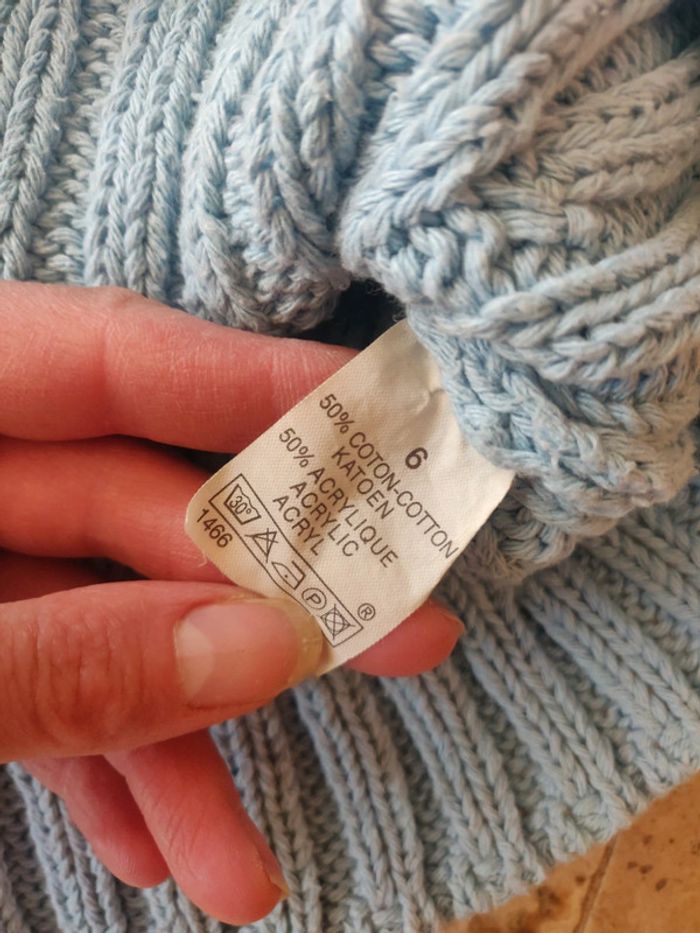 6
50% COTON-COTTON
KATOEN
50% ACRYLIQUE
ACRYLIC
ACRYL
30°
P
®
1466